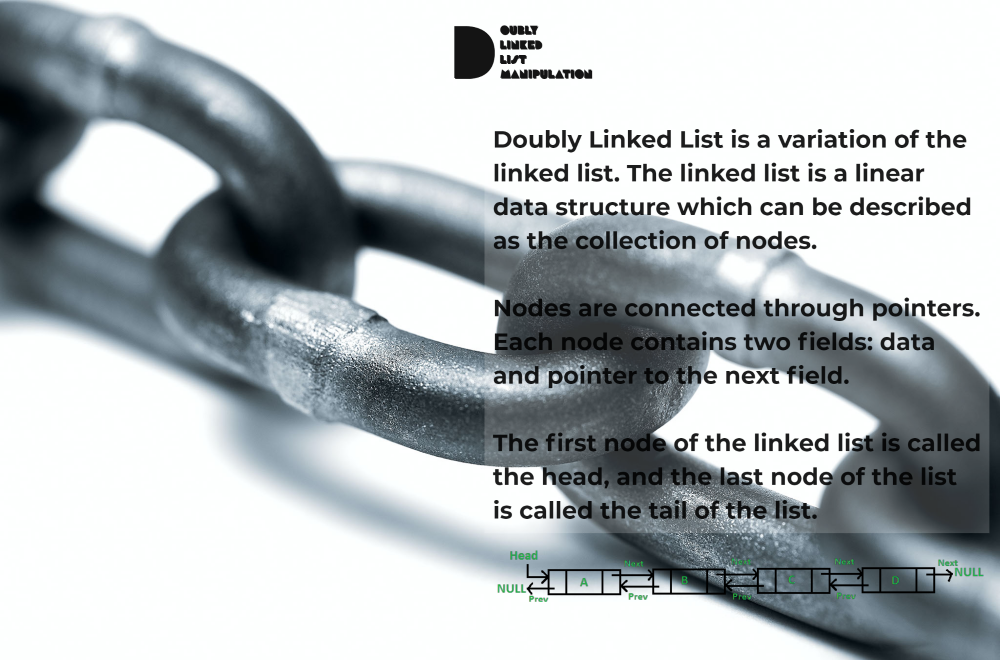 DOUBLY
LINKED
LIST
MANIPULATION
Doubly Linked List is a variation of the
linked list. The linked list is a linear
data structure which can be described
as the collection of nodes.
Nodes are connected through pointers.
Each node contains two fields: data
and pointer to the next field.
The first node of the linked list is called
the head, and the last node of the list
is called the tail of the list.
Head
Next Next Next Next
NULL A B C D NULL
Prev Prev Prev Prev